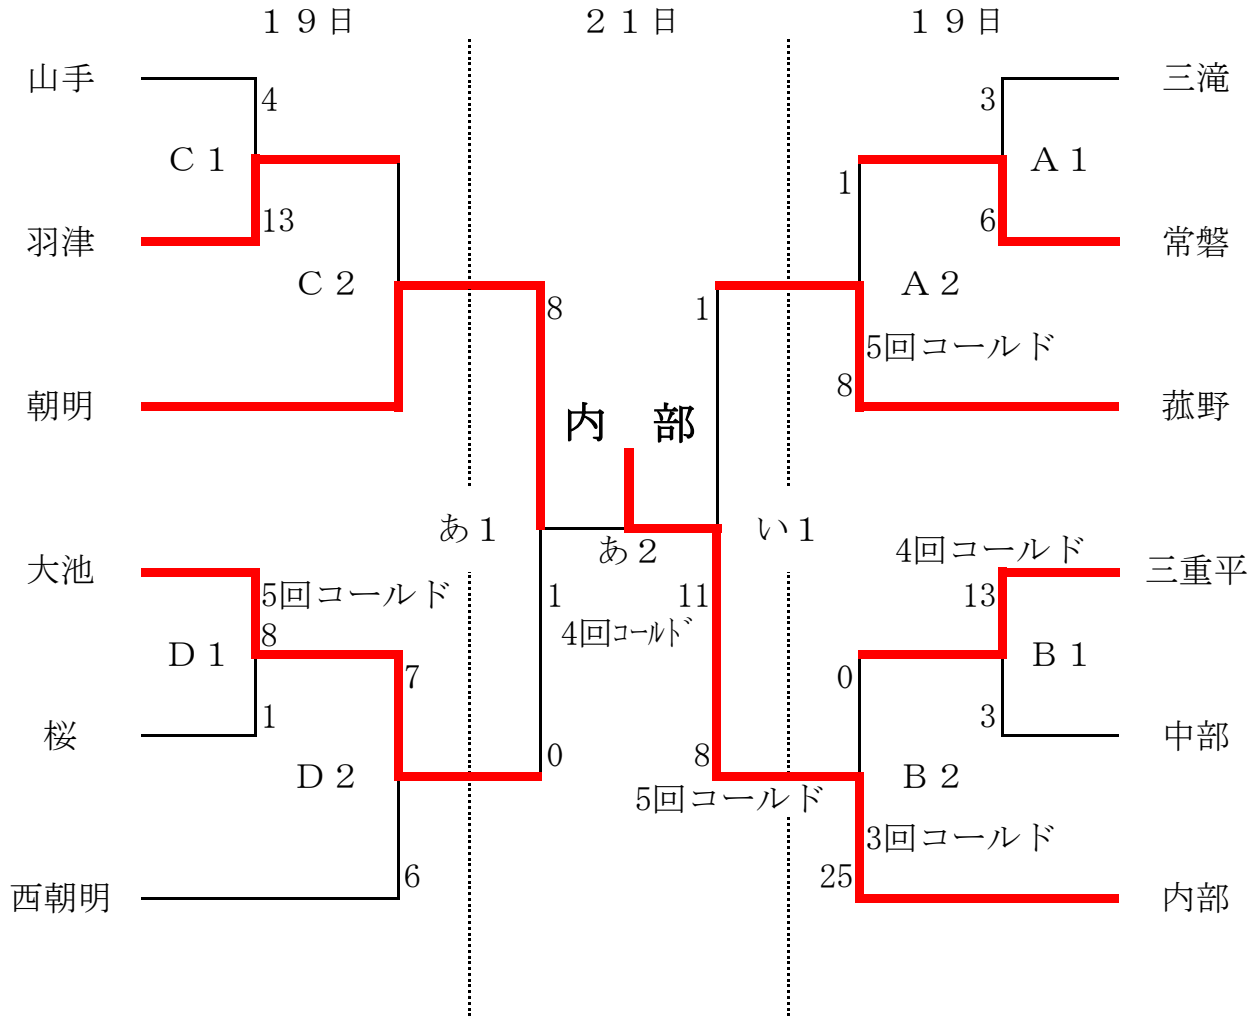 １９日 ２１日 １９日
山手 三滝
4 3
Ｃ１ Ａ１
1
13 6
羽津 常磐
Ｃ２ Ａ２
8 1
5回コールド
8
朝明 菰野
内 部
あ１ い１
あ２
4回コールド
大池 三重平
5回コールド 1 11 13
8 4回コールド
Ｄ１ Ｂ１
7 0
1 3
桜 中部
0 8
Ｄ２ Ｂ２
5回コールド
3回コールド
6 25
西朝明 内部